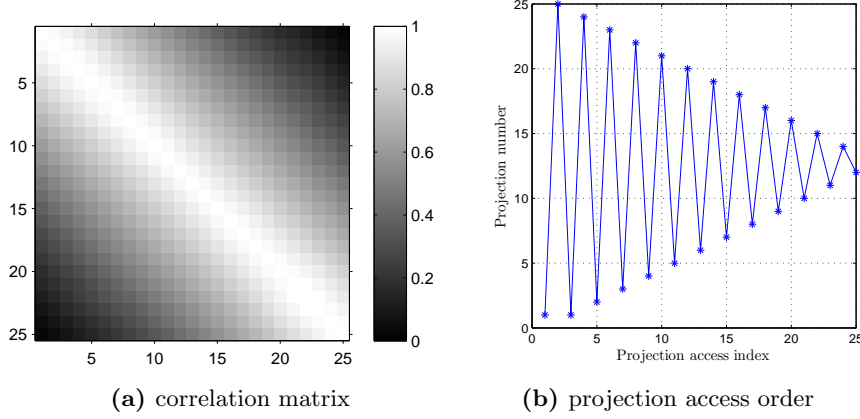 5
10
15
20
25
5 10 15 20 25
1
0.8
0.6
0.4
0.2
0
(a) correlation matrix
Projection number
25
20
15
10
5
0
0 5 10 15 20 25
Projection access index
(b) projection access order